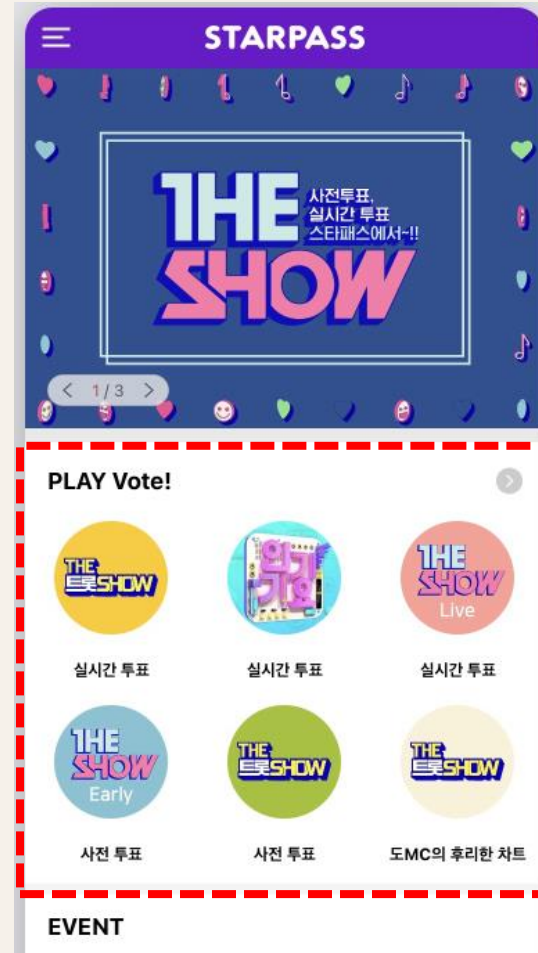 STARPASS
THE
SHOW
사전투표,
실시간 투표
스타패스에서~!!
1/3
PLAY Vote!
THE
트롯SHOW
인기
가요
THE
SHOW
Live
실시간 투표
실시간 투표
실시간 투표
THE
SHOW
Early
THE
트롯SHOW
THE
트롯SHOW
사전 투표
사전 투표
도MC의 후리한 차트
EVENT